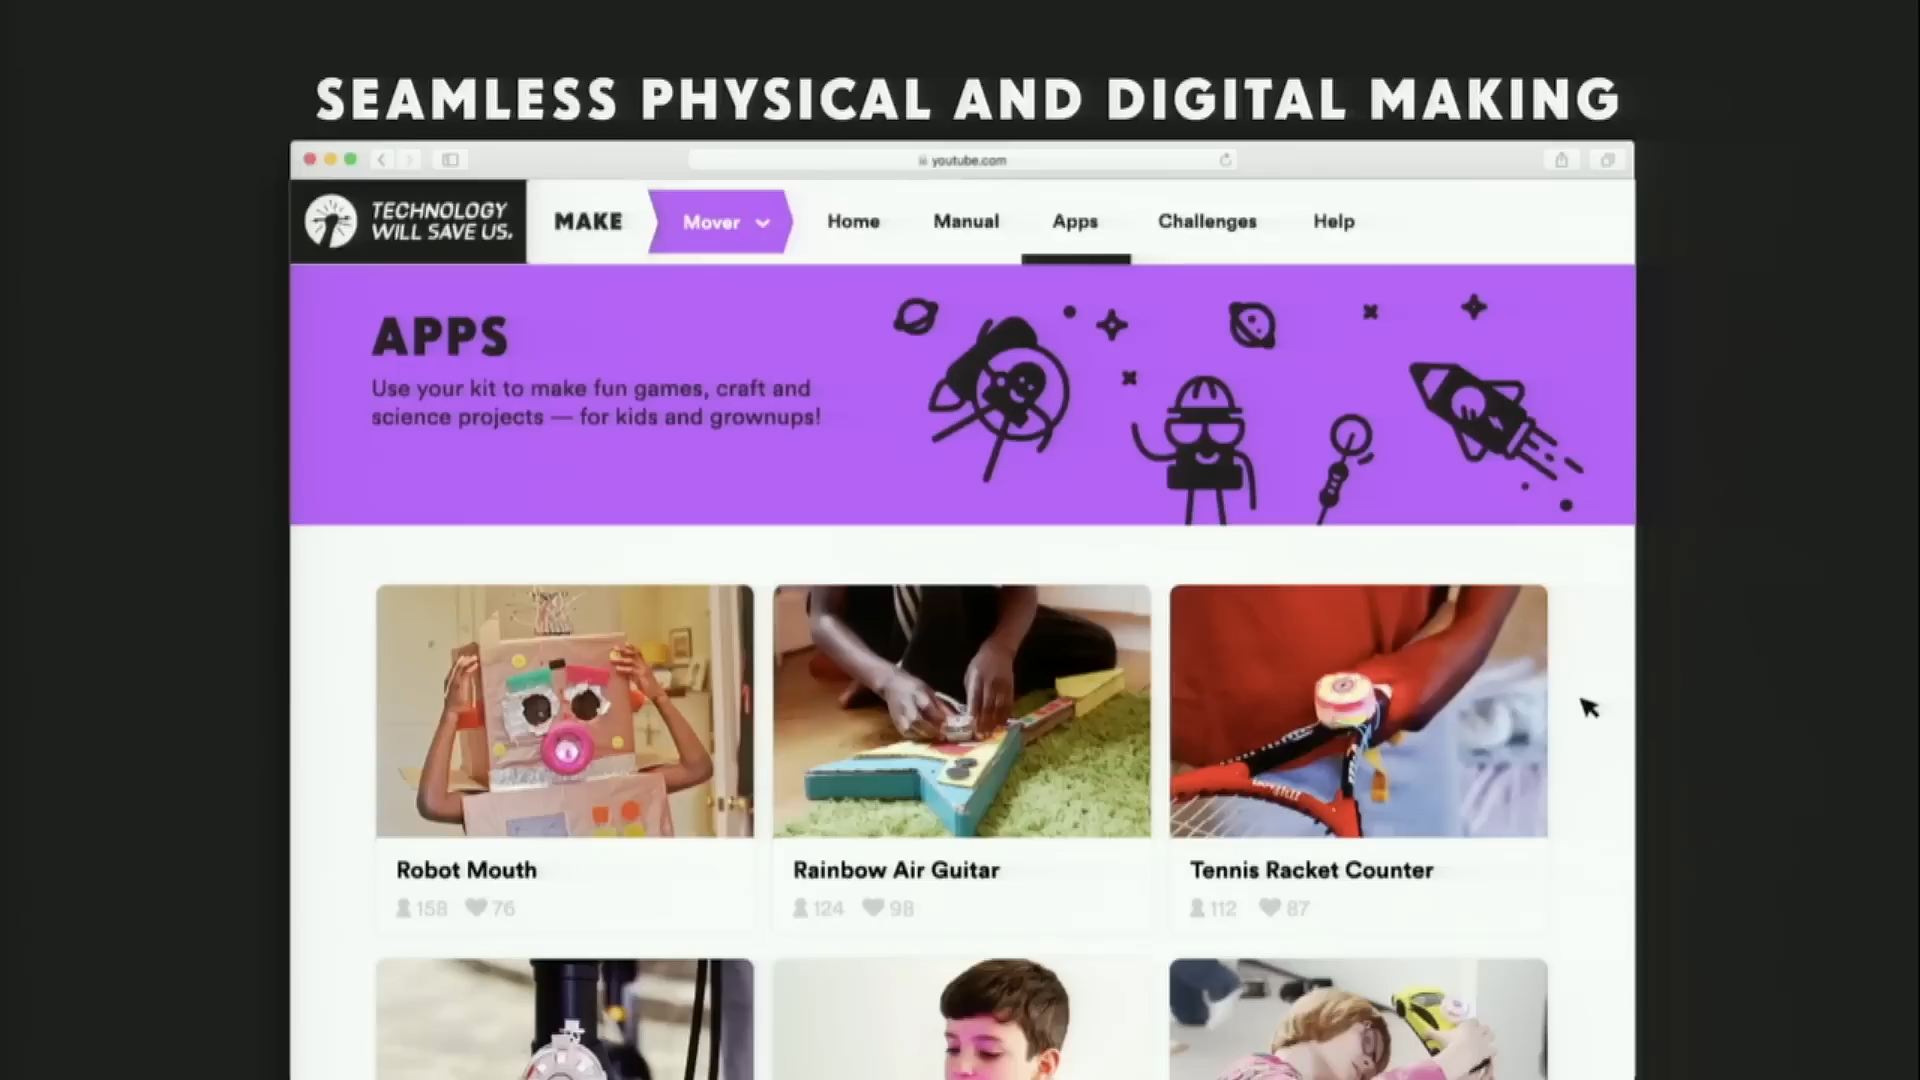 SEAMLESS PHYSICAL AND DIGITAL MAKING
youtube.com
TECHNOLOGY
WILL SAVE US.
MAKE
Mover
Home
Manual
Apps
Challenges
Help
APPS
Use your kit to make fun games, craft and
science projects — for kids and grownups!
Robot Mouth
158
76
Rainbow Air Guitar
124
98
Tennis Racket Counter
112
87